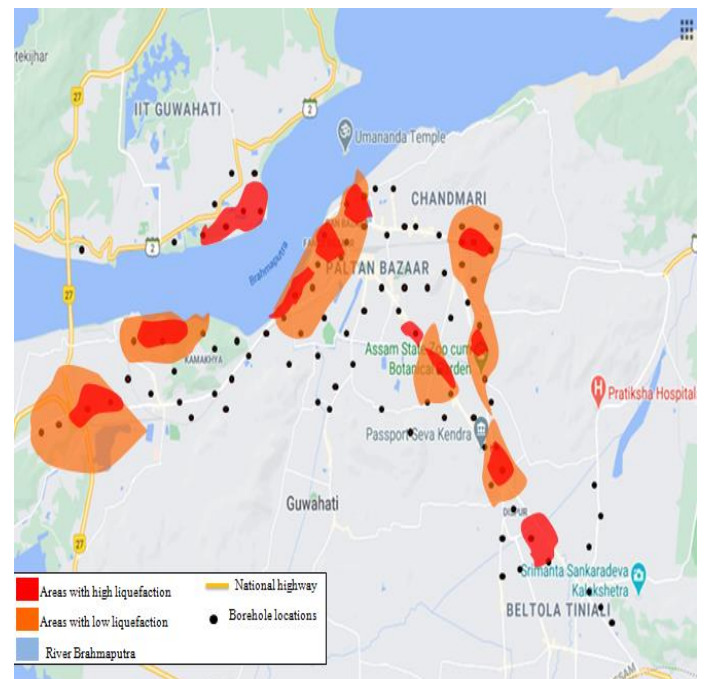 tekijhar
27
IIT GUWAHATI
2
Umananda Temple
CHANDMARI
2
Brahmaputra
PALTAN BAZAAR
27
KAMAKHYA
Assam State Zoo cum
Botanical Garden
Pratiksha Hospital
Passport Seva Kendra
Guwahati
DISPUR
27
Srimanta Sankaradeva
Kalakshetra
BELTOLA TINIALI
Areas with high liquefaction
National highway
Areas with low liquefaction
Borehole locations
River Brahmaputra